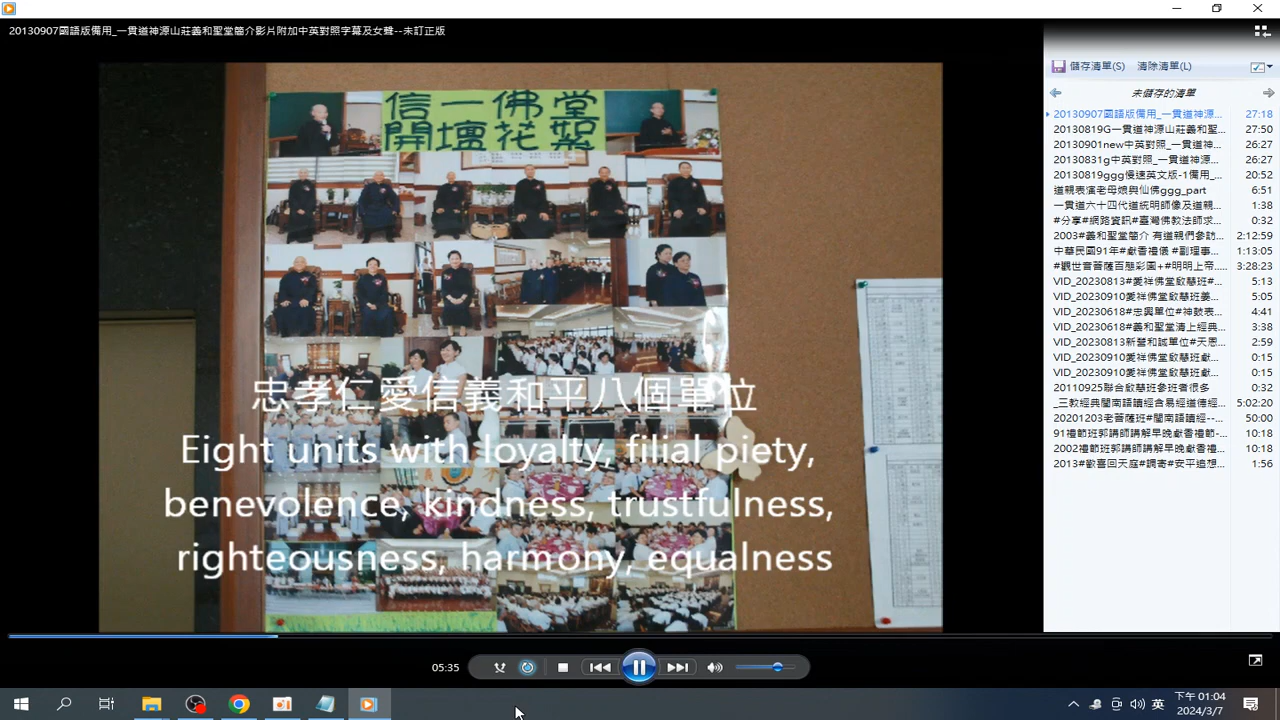 20130907國語版備用_一貫道神源山莊義和聖堂簡介影片附加中英對照字幕及女聲--未訂正版
信一佛堂
開壇花絮
忠孝仁愛信義和平八個單位
Eight units with loyalty, filial piety,
benevolence, kindness, trustfulness,
righteousness, harmony, equalness
儲存清單(S) 清除清單(L)
未儲存的清單
20130907國語版備用_一貫道神源... 27:18
20130819G一貫道神源山莊義和聖... 27:50
20130901new中英對照_一貫道神... 26:35
20130831g中英對照_一貫道神源... 26:27
20130819ggg慢速英文版-1備用_... 20:52
道親表演老母娘與仙佛ggg_part 6:51
一貫道六十四代道統明師像及道親... 1:38
#分享#網路資訊#臺灣佛教法師求... 0:32
2003#義和聖堂簡介 有道親們參訪... 2:12:59
中華民國91年#獻香禮儀 #副理事... 1:13:05
#觀世音菩薩百態彩圖+#明明上帝.... 3:28:23
VID_20230813#愛祥佛堂啟慧班#... 5:13
VID_20230910愛祥佛堂啟慧班姜... 5:05
VID_20230618#忠興單位#神鼓表... 4:41
VID_20230618#義和聖堂清上經典... 3:38
VID_20230813新營和誠單位#天恩... 2:59
VID_20230910愛祥佛堂啟慧班獻... 0:15
VID_20230910愛祥佛堂啟慧班獻... 0:15
20110925聯合啟慧班參班者很多 0:32
_三教經典閩南語讀經含易經道德經... 5:02:20
20201203老菩薩班#閩南語讀經--... 50:00
91禮節班郭講師講解早晚獻香禮節-... 10:18
2002禮節班郭講師講解早晚獻香禮... 10:18
2013#歡喜回天庭#調寄#安平追想... 1:56
05:35
英
下午 01:04
2024/3/7